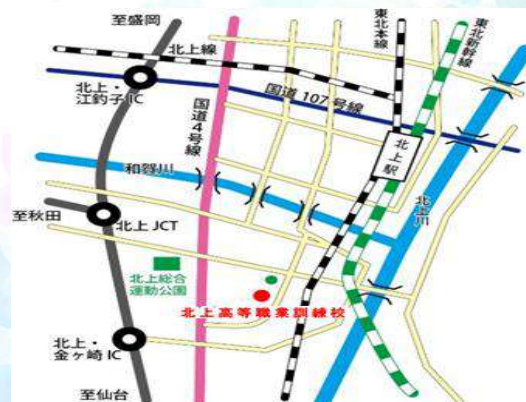 至盛岡
北上線
東北本線
東北新幹線
北上・
江釣子IC
国道4号線
国道107号線
北上駅
和賀川
北上川
至秋田
北上JCT
北上総合
運動公園
北上高等職業訓練校
北上・
金ヶ崎IC
至仙台